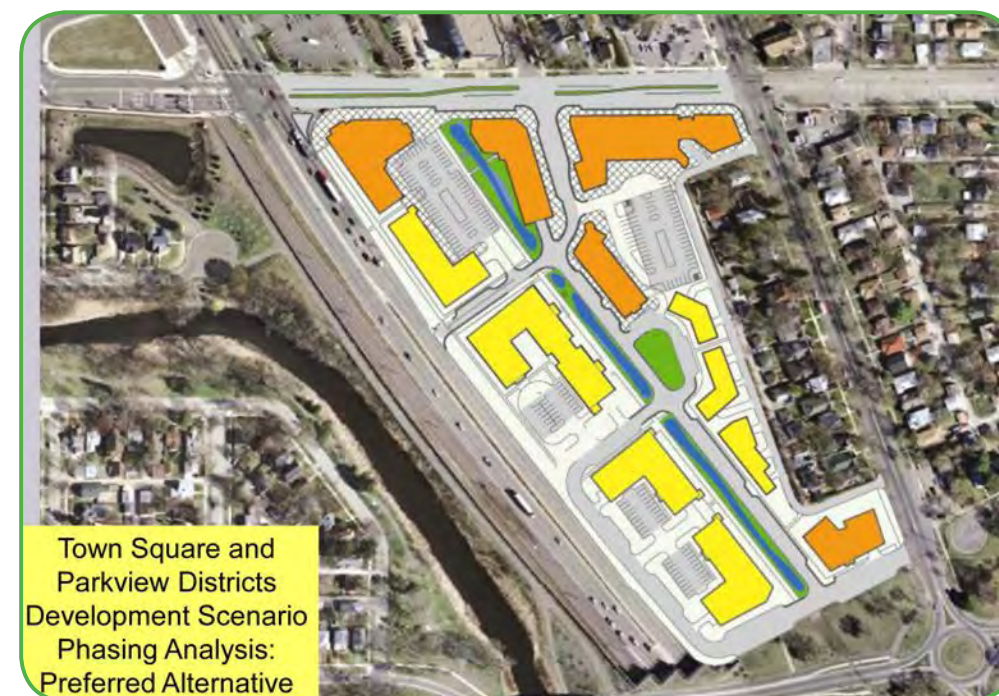 Town Square and
Parkview Districts
Development Scenario
Phasing Analysis:
Preferred Alternative